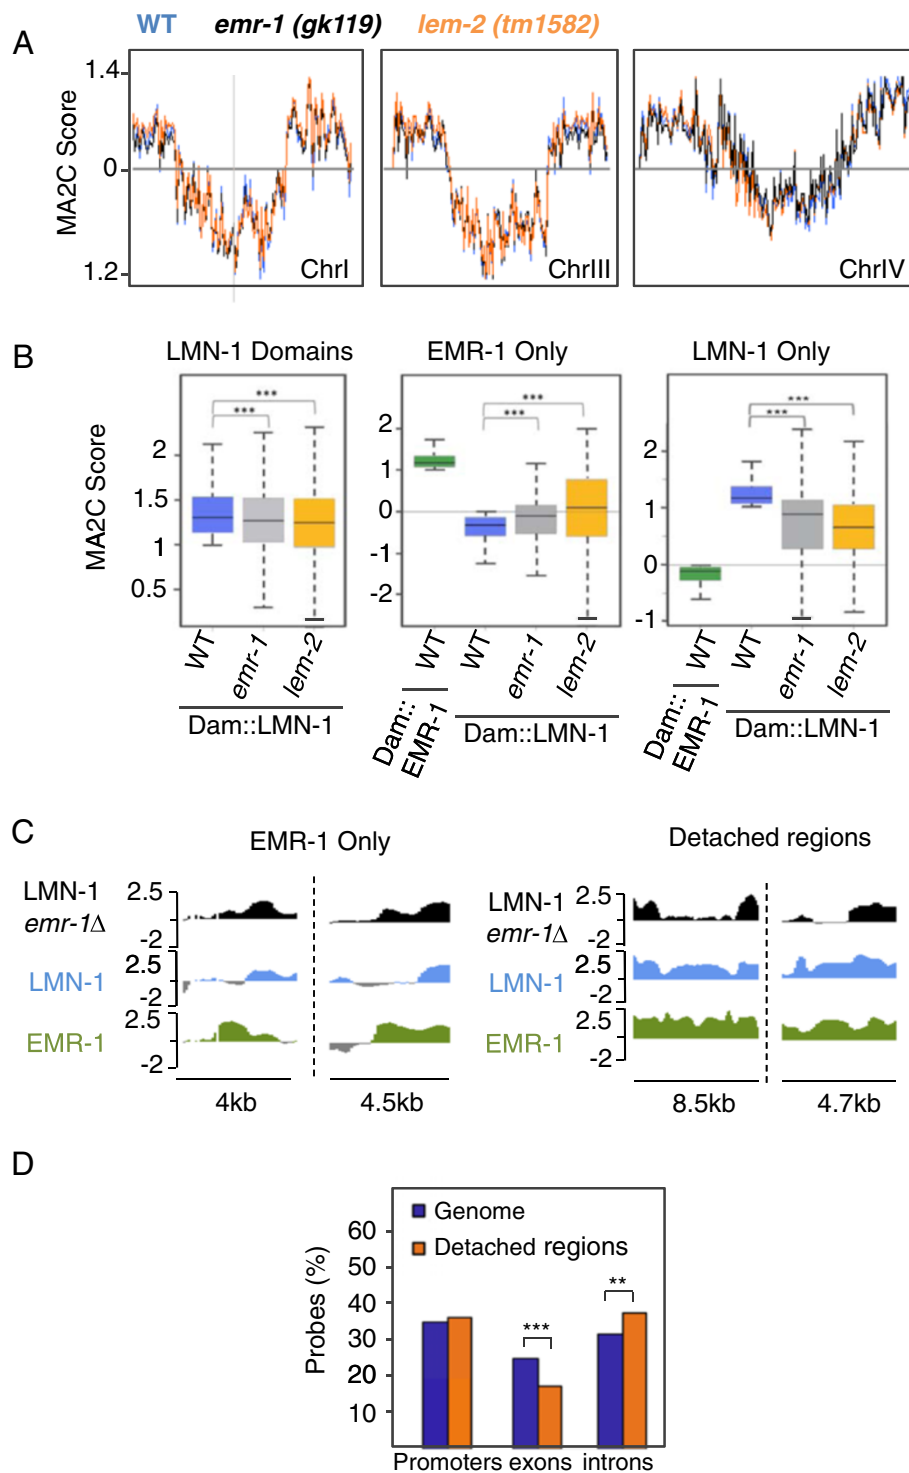 WT emr-1 (gk119) lem-2 (tm1582)
A
MA2C Score
1.4
0
1.2
ChrI
ChrIII
ChrIV
B
LMN-1 Domains
EMR-1 Only
LMN-1 Only
MA2C Score
2
1.5
1
0.5
***
***
WT
emr-1
lem-2
Dam::LMN-1
2
1
0
-1
-2
***
***
WT
WT
emr-1
lem-2
Dam::
EMR-1
Dam::LMN-1
2
1
0
-1
***
***
WT
WT
emr-1
lem-2
Dam::
EMR-1
Dam::LMN-1
C
EMR-1 Only
Detached regions
LMN-1
emr-1Δ
2.5
-2
LMN-1
2.5
-2
EMR-1
2.5
-2
4kb
4.5kb
LMN-1
emr-1Δ
2.5
-2
LMN-1
2.5
-2
EMR-1
2.5
-2
8.5kb
4.7kb
D
Genome
Detached regions
Probes (%)
60
50
40
30
20
10
***
**
Promoters exons introns